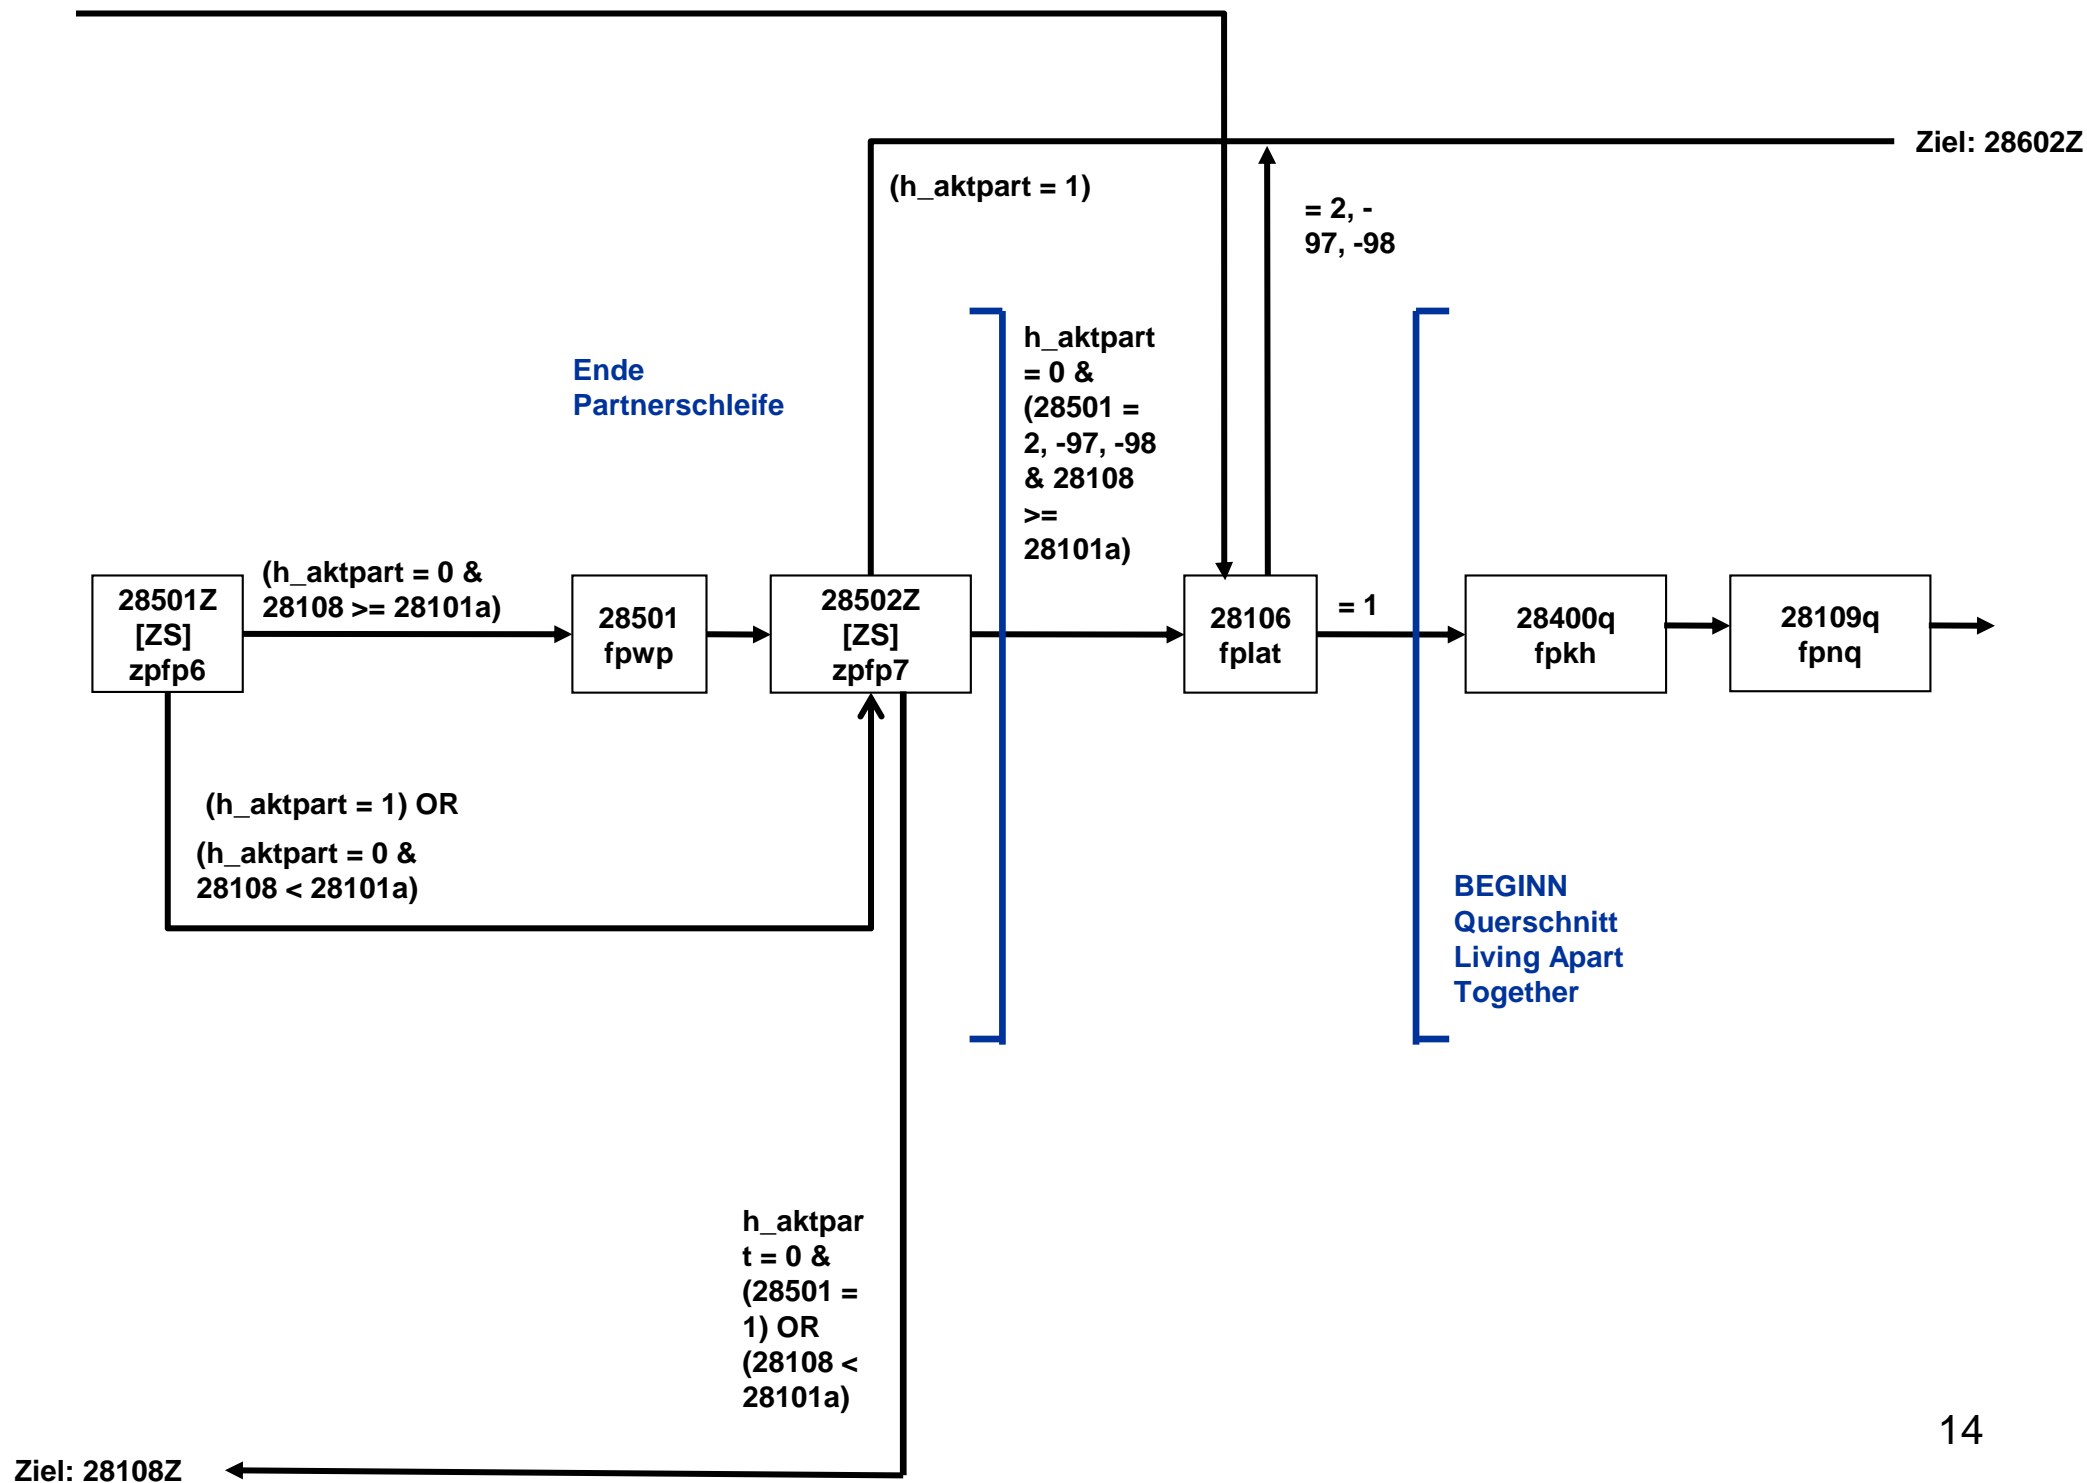 Ziel: 28602Z
(h_aktpart = 1)
= 2, -
97, -98
h_aktpart
= 0 &
(28501 =
2, -97, -98
& 28108
>=
28101a)
Ende
Partnerschleife
(h_aktpart = 0 &
28108 >= 28101a)
28501Z
[ZS]
zpfp6
28501
fpwp
28502Z
[ZS]
zpfp7
28106
fplat
= 1
28400q
fpkh
28109q
fpnq
(h_aktpart = 1) OR
(h_aktpart = 0 &
28108 < 28101a)
BEGINN
Querschnitt
Living Apart
Together
h_aktpar
t = 0 &
(28501 =
1) OR
(28108 <
28101a)
14
Ziel: 28108Z